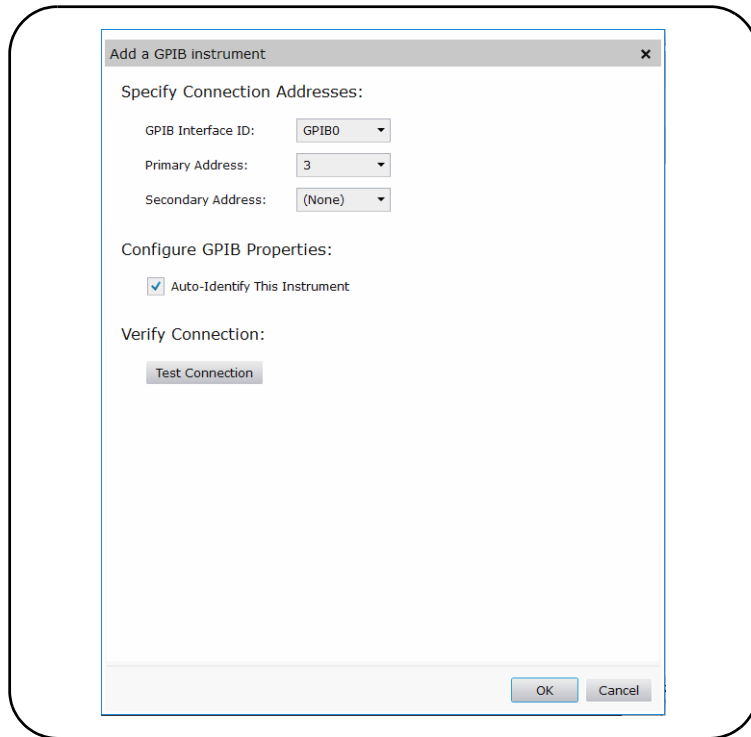 Add a GPIB instrument
Specify Connection Addresses:
GPIB Interface ID: GPIB0
Primary Address: 3
Secondary Address: (None)
Configure GPIB Properties:
Auto-Identify This Instrument
Verify Connection:
Test Connection
OK Cancel